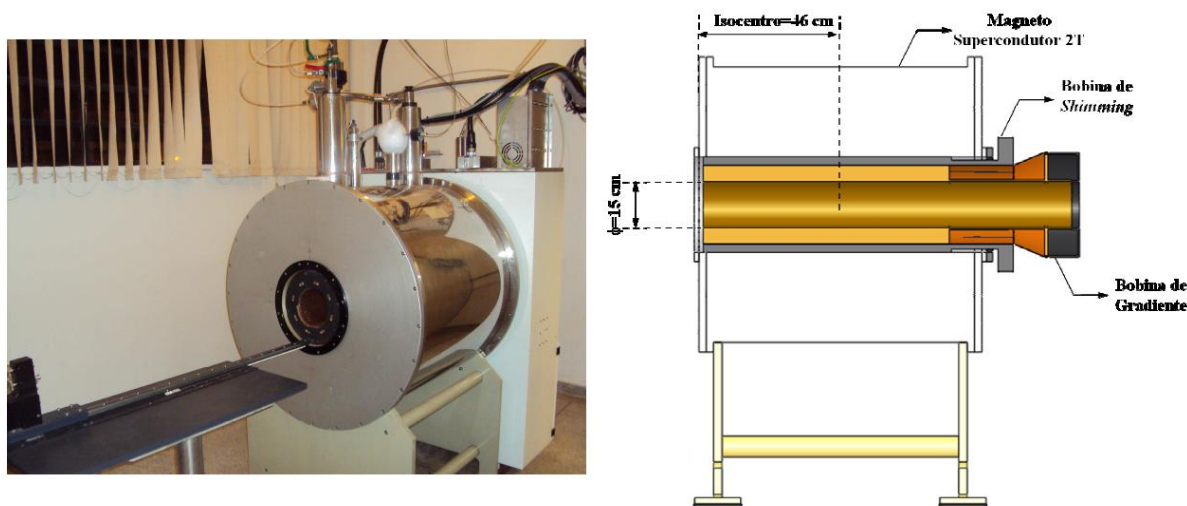 Isocentro=46 cm
Magneto
Supercondutor 2T
Bobina de
Shimming
ϕ=15 cm
Bobina de
Gradiente